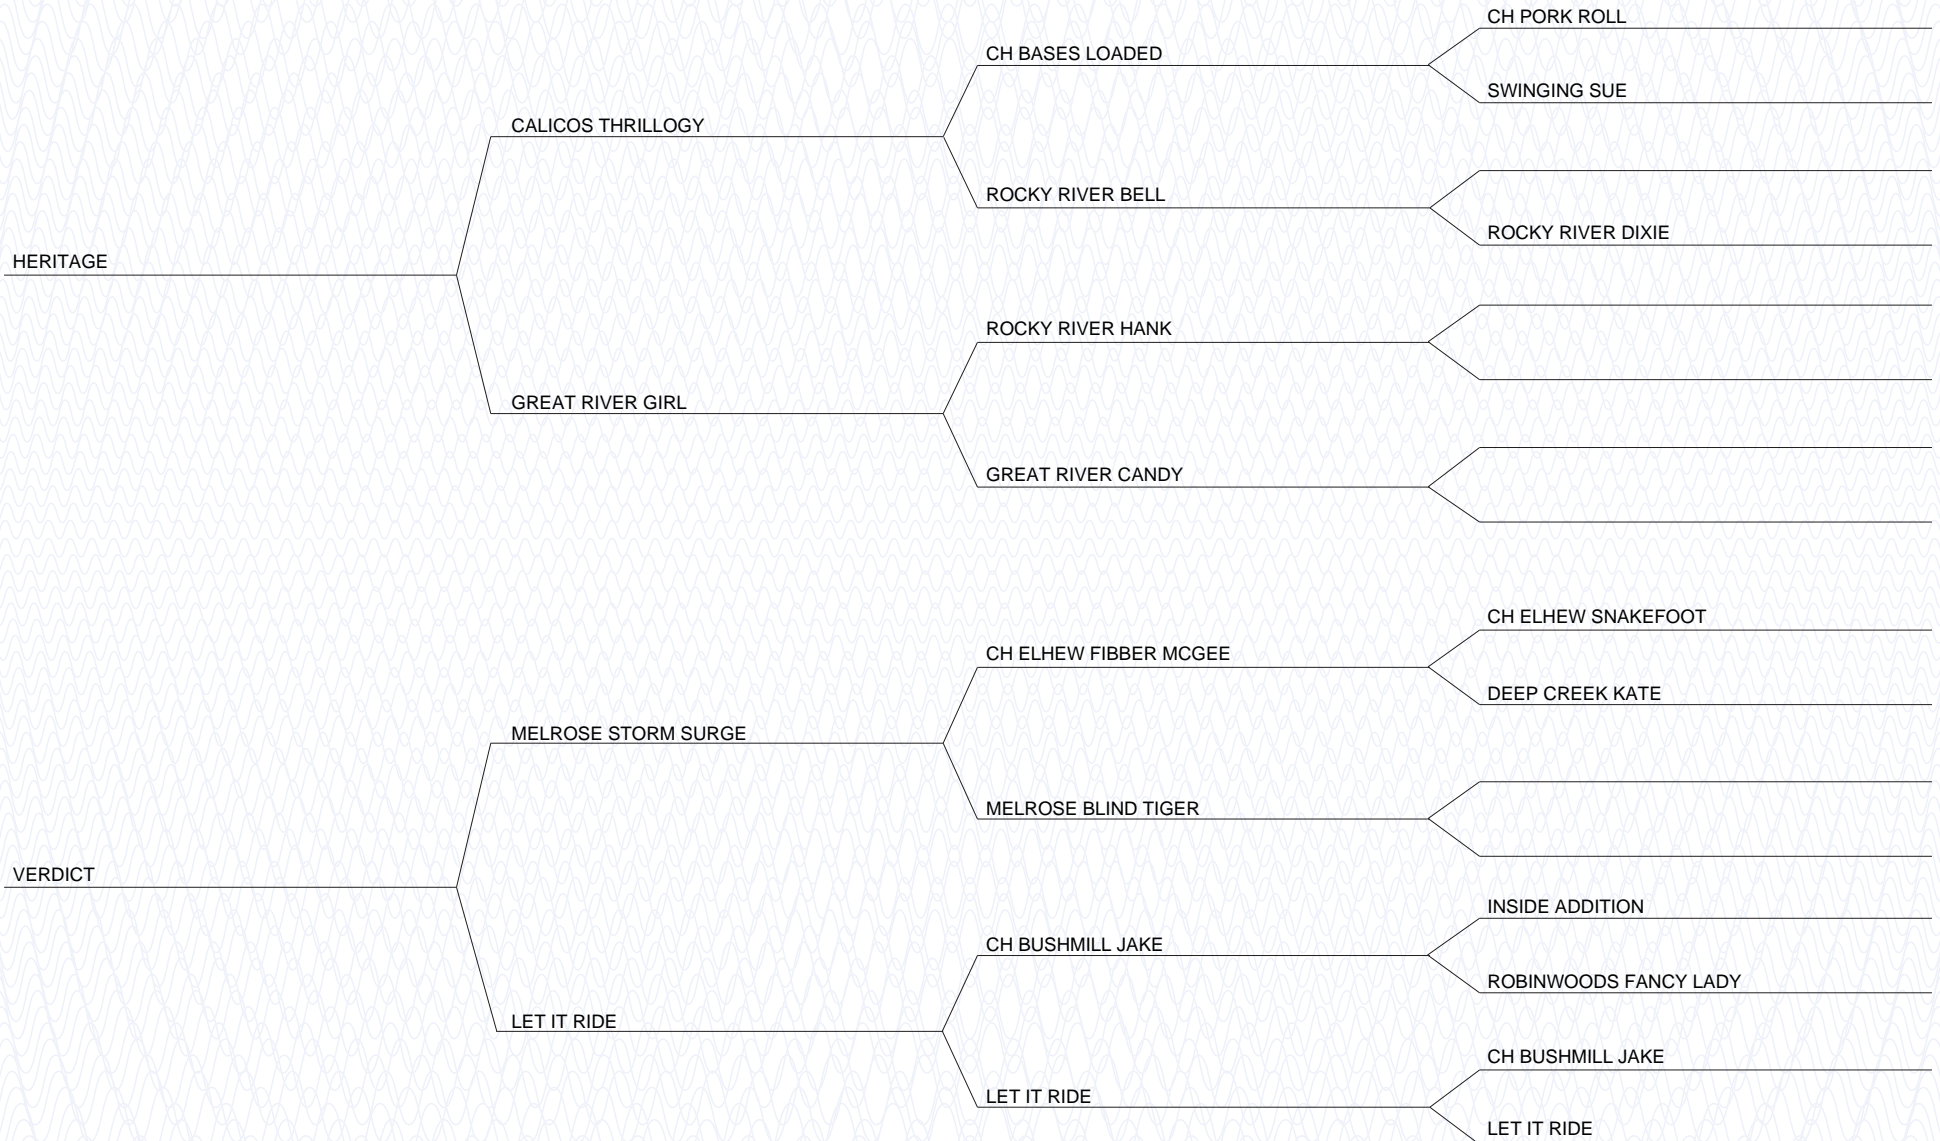 CH PORK ROLL
CH BASES LOADED
SWINGING SUE
CALICOS THRILLOGY
ROCKY RIVER BELL
ROCKY RIVER DIXIE
HERITAGE
ROCKY RIVER HANK
GREAT RIVER GIRL
GREAT RIVER CANDY
CH ELHEW SNAKEFOOT
CH ELHEW FIBBER MCGEE
DEEP CREEK KATE
MELROSE STORM SURGE
MELROSE BLIND TIGER
VERDICT
INSIDE ADDITION
CH BUSHMILL JAKE
ROBINWOODS FANCY LADY
LET IT RIDE
CH BUSHMILL JAKE
LET IT RIDE
LET IT RIDE